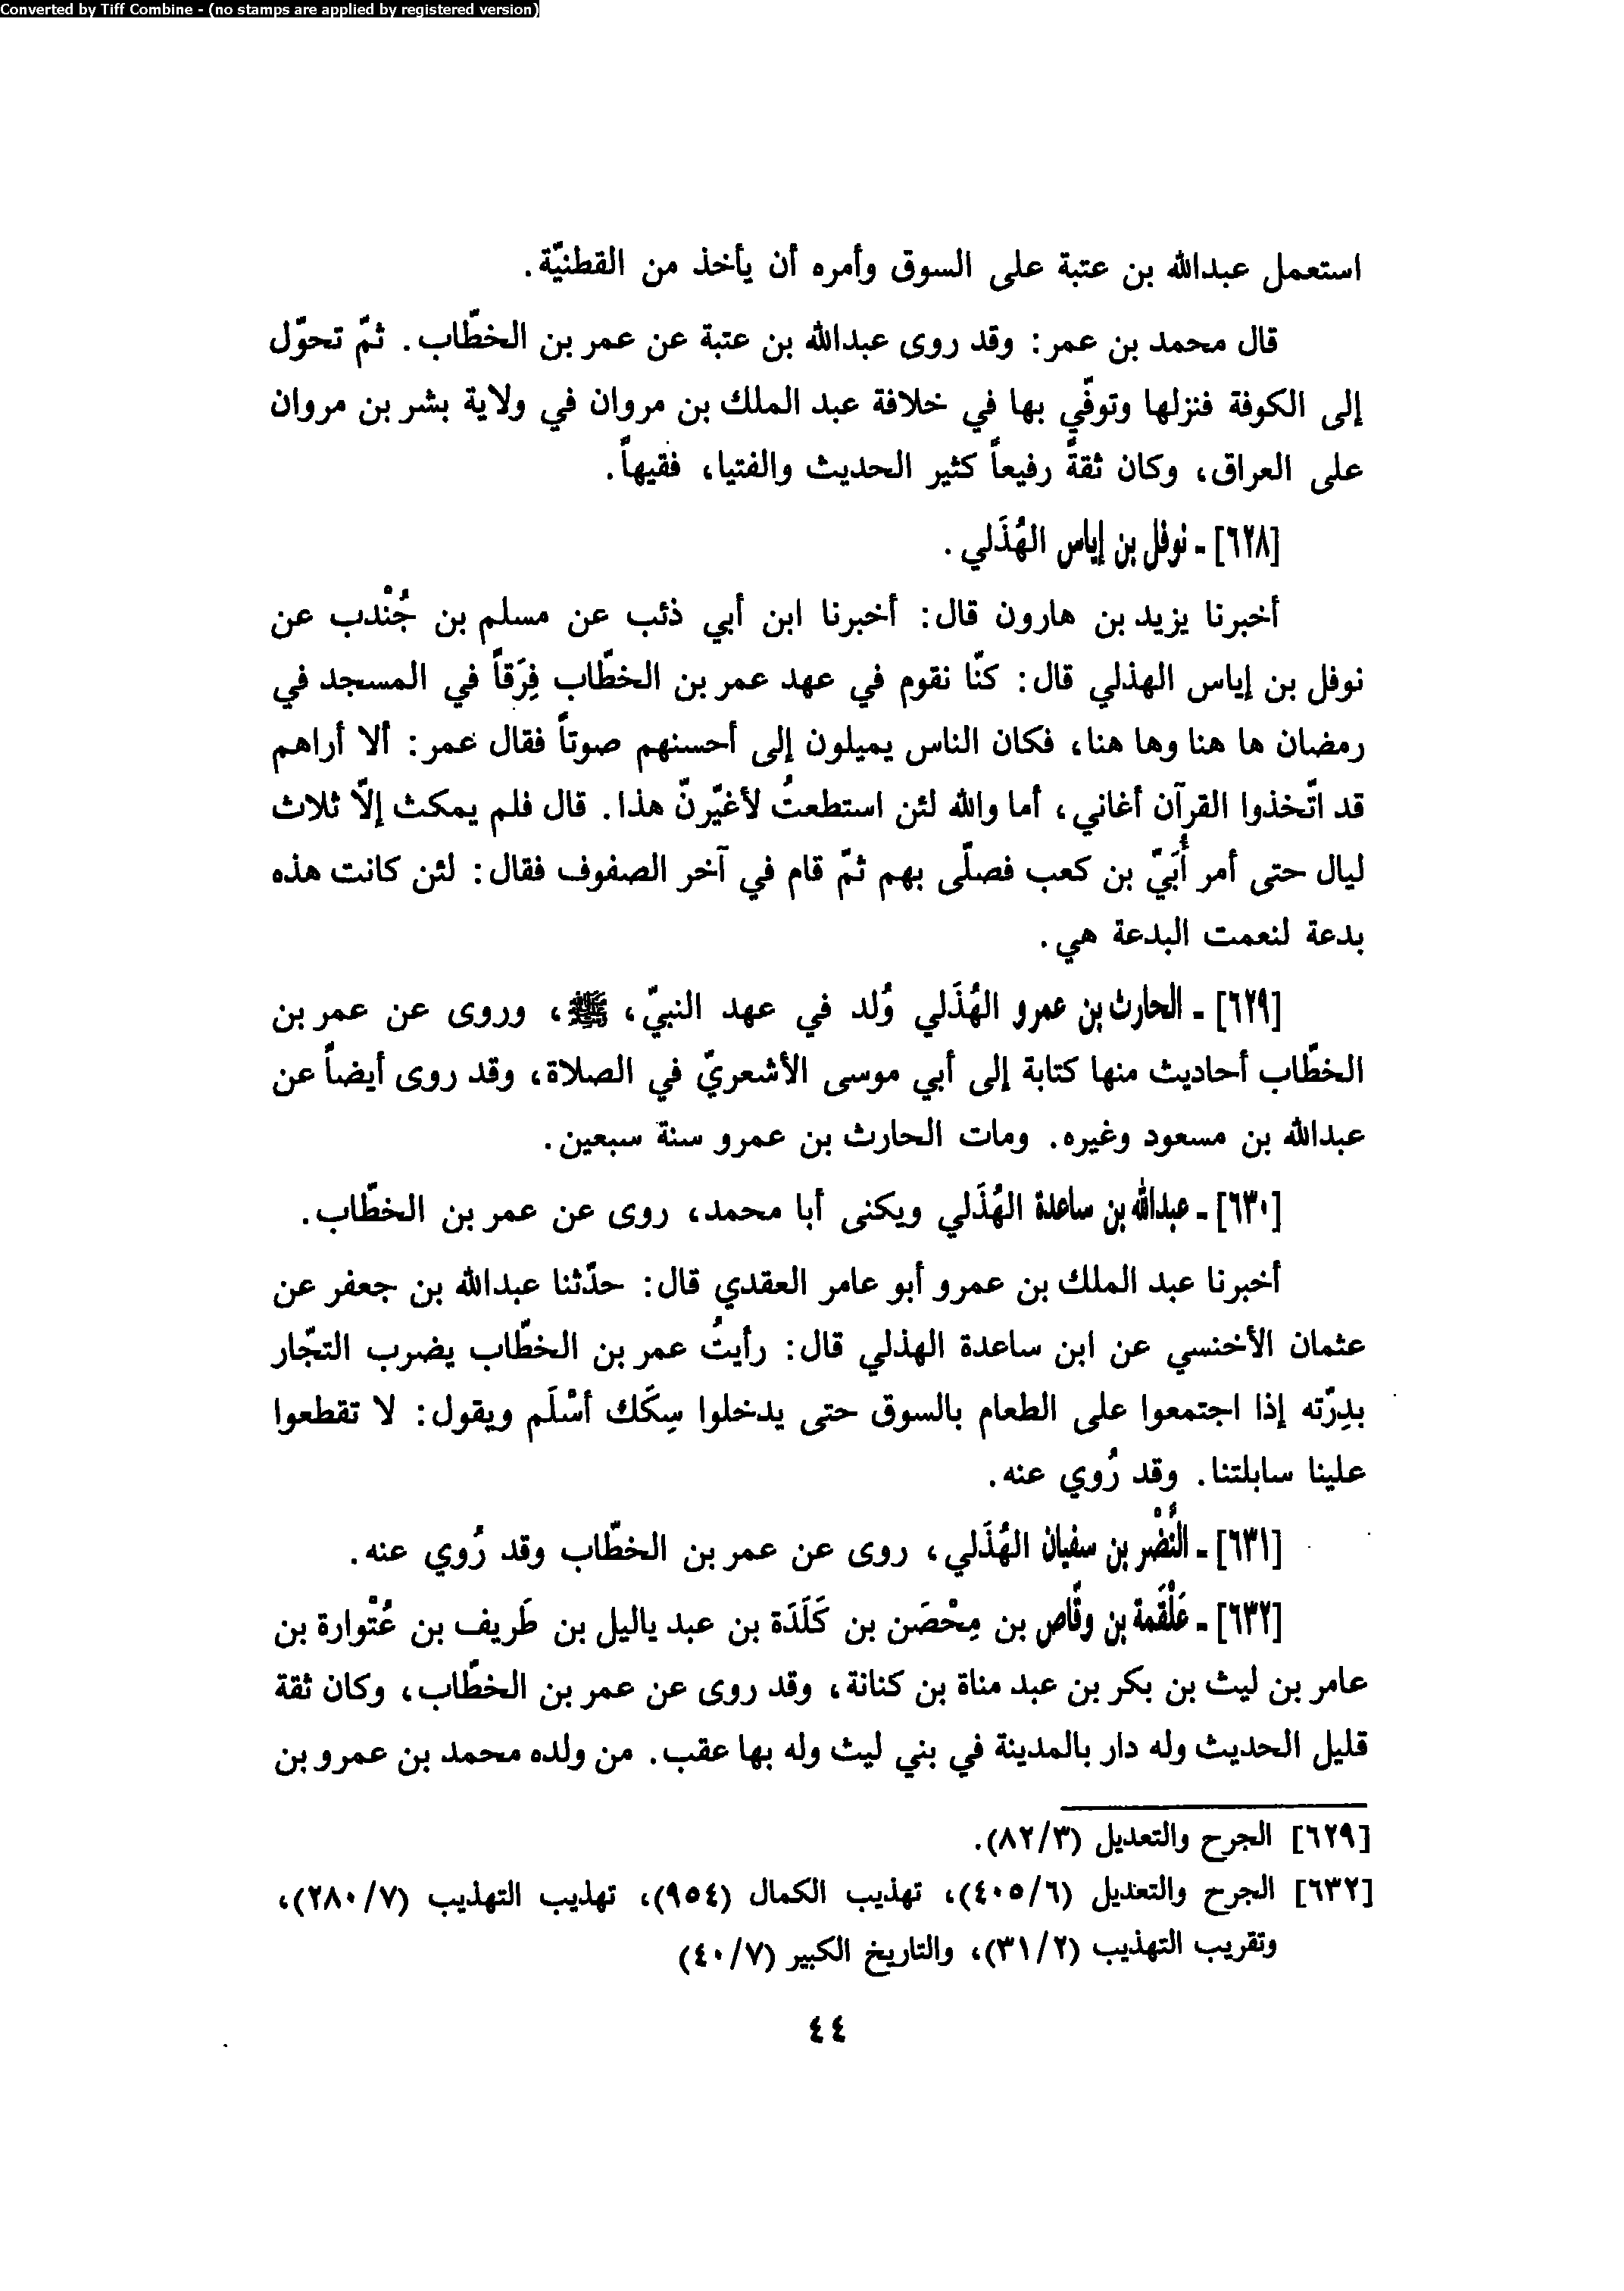 Converted by Tiff Combine - (no stamps are applied by registered version)
استعمل عبدالله بن عتبة على السوق وأمره أن يأخذ من القطنيّة.
قال محمد بن عمر: وقد روى عبدالله بن عتبة عن عمر بن الخطّاب. ثمّ تحوّل
إلى الكوفة فنزلها وتوفّي بها في خلافة عبد الملك بن مروان في ولاية بشر بن مروان
على العراق، وكان ثقةً رفيعاً كثير الحديث والفتيا، فقيهاً.
[٦٢٨] - نوفل بن إياس الهُذَلي.
أخبرنا يزيد بن هارون قال: أخبرنا ابن أبي ذئب عن مسلم بن جُنْدب عن
نوفل بن إياس الهذلي قال: كنّا نقوم في عهد عمر بن الخطّاب فِرَقاً في المسجد في
رمضان ها هنا وها هنا، فكان الناس يميلون إلى أحسنهم صوتاً فقال عمر: ألا أراهم
قد اتّخذوا القرآن أغاني، أما والله لئن استطعتُ لأغيّرنّ هذا. قال فلم يمكث إلّا ثلاث
ليال حتى أمر أُبَيّ بن كعب فصلّى بهم ثمّ قام في آخر الصفوف فقال: لئن كانت هذه
بدعة لنعمت البدعة هي.
[٦٢٩] - الحارث بن عمرو الهُذَلي وُلد في عهد النبيّ، ﷺ، وروى عن عمر بن
الخطّاب أحاديث منها كتابة إلى أبي موسى الأشعريّ في الصلاة، وقد روى أيضاً عن
عبدالله بن مسعود وغيره. ومات الحارث بن عمرو سنة سبعين.
[٦٣٠] - عبدالله بن ساعدة الهُذَلي ويكنى أبا محمد، روى عن عمر بن الخطّاب.
أخبرنا عبد الملك بن عمرو أبو عامر العقدي قال: حدّثنا عبدالله بن جعفر عن
عثمان الأخنسي عن ابن ساعدة الهذلي قال: رأيتُ عمر بن الخطّاب يضرب التجّار
بدِرّته إذا اجتمعوا على الطعام بالسوق حتى يدخلوا سِكَك أسْلَم ويقول: لا تقطعوا
علينا سابلتنا. وقد رُوي عنه.
[٦٣١] - النُّضْر بن سفيان الهُذَلي، روى عن عمر بن الخطّاب وقد رُوي عنه.
[٦٣٢] - عَلْقَمة بن وقّاص بن مِحْصَن بن كَلَدَة بن عبد ياليل بن طَريف بن عُتْوارة بن
عامر بن ليث بن بكر بن عبد مناة بن كنانة، وقد روى عن عمر بن الخطّاب، وكان ثقة
قليل الحديث وله دار بالمدينة في بني ليث وله بها عقب. من ولده محمد بن عمرو بن
[٦٢٩] الجرح والتعديل (٨٢/٣).
[٦٣٢] الجرح والتعديل (٤٠٥/٦)، تهذيب الكمال (٩٥٤)، تهذيب التهذيب (٢٨٠/٧)،
وتقريب التهذيب (٣١/٢)، والتاريخ الكبير (٤٠/٧)
٤٤